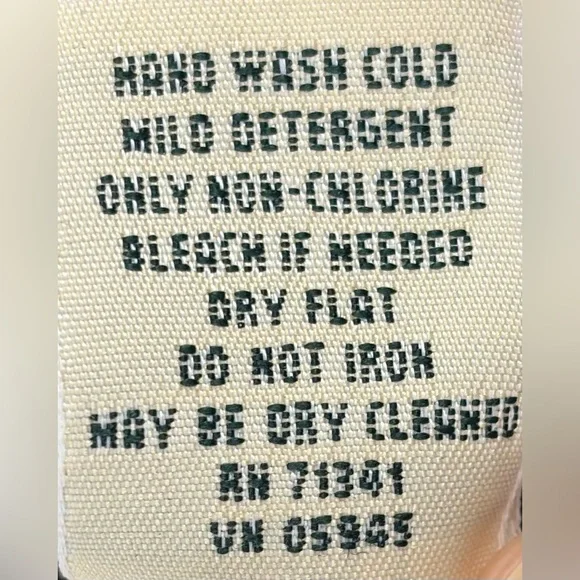 HAND WASH COLD
MILD DETERGENT
ONLY NON-CHLORINE
BLEACH IF NEEDED
DRY FLAT
DO NOT IRON
MAY BE DRY CLEANED
RN 71341
VN 05945